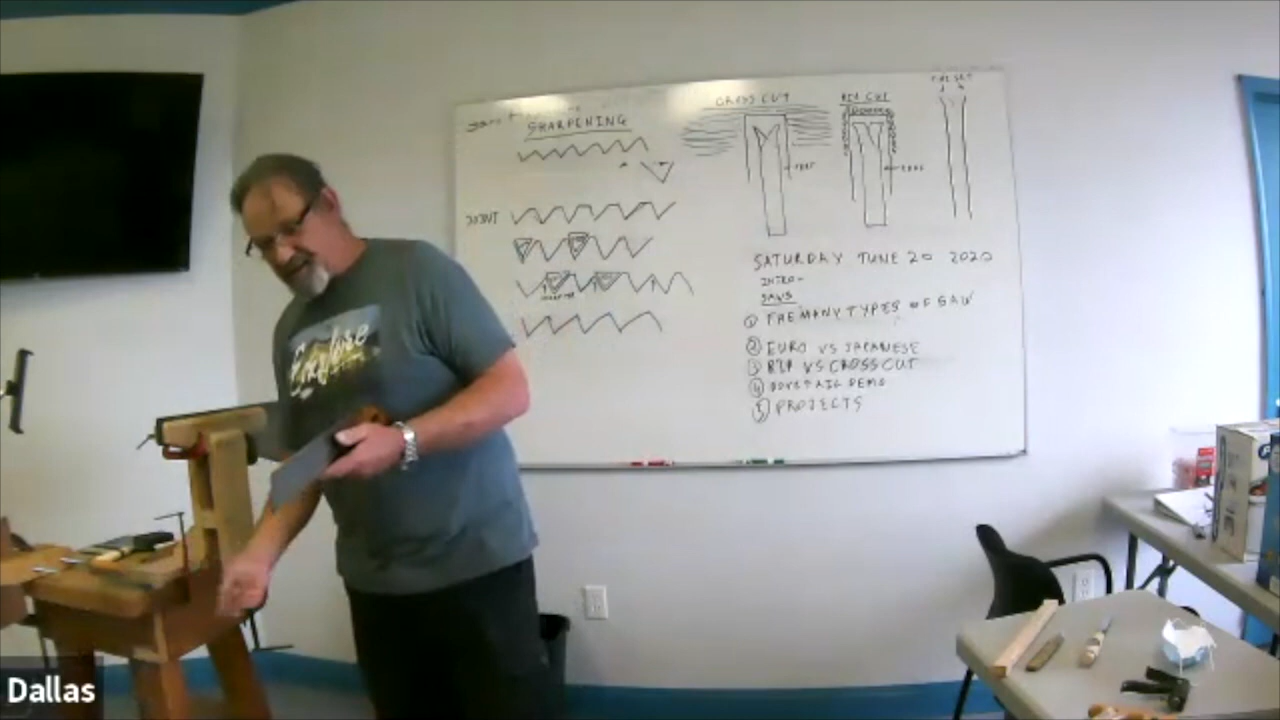 SHARPENING
JOINT
CROSS CUT
RIP CUT
SATURDAY JUNE 20 2020
INTRO-
SAWS
① THE MANY TYPES OF SAW
② EURO VS JAPANESE
③ RIP VS CROSSCUT
④ DOVETAIL DEMO
⑤ PROJECTS
Explore
Dallas